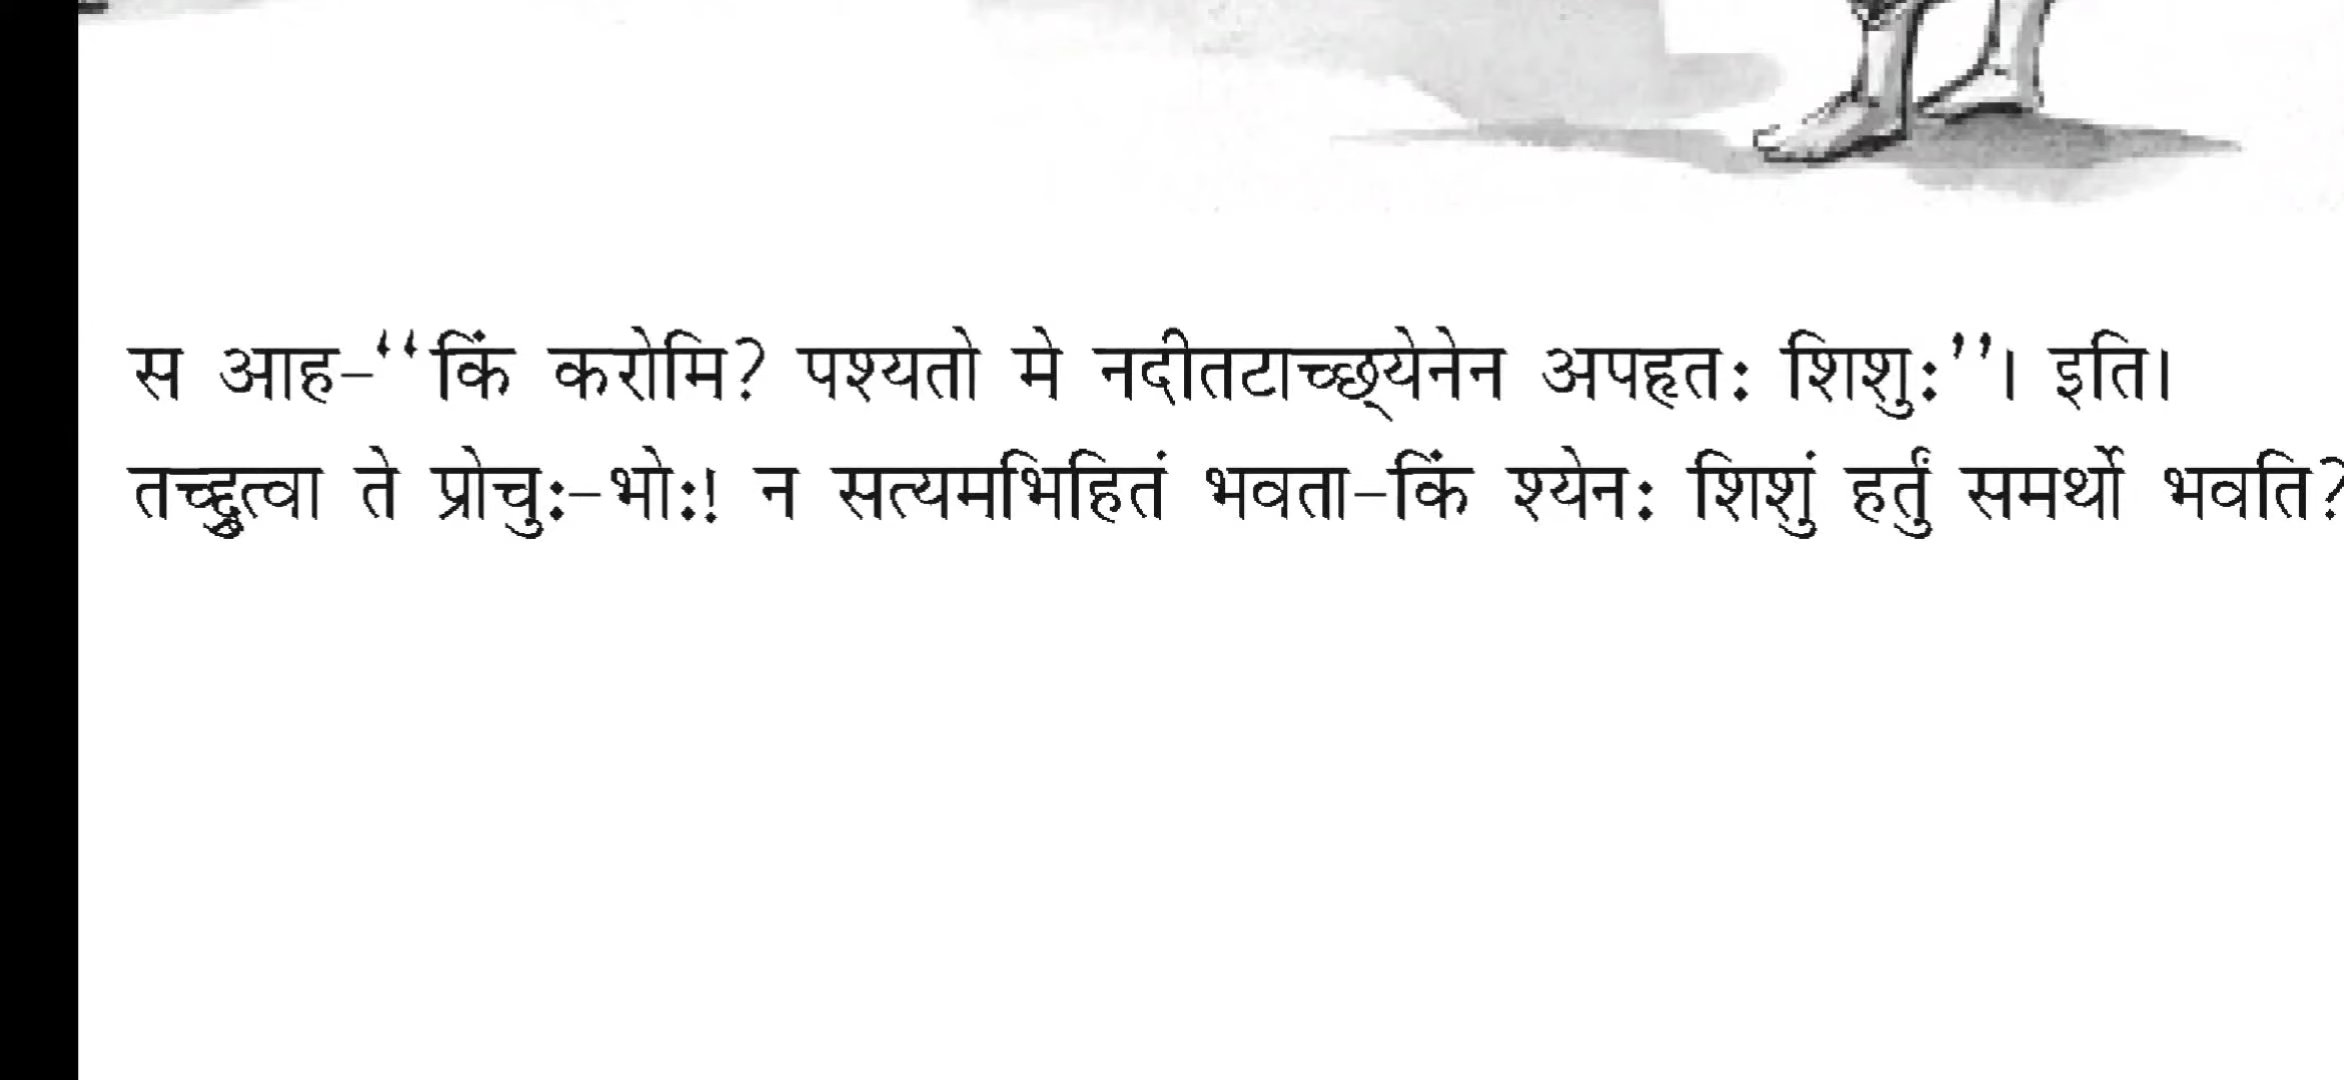 स आह–‘‘किं करोमि? पश्यतो मे नदीतटाच्छ्येनेन अपहृतः शिशुः’’। इति।
तच्छ्रुत्वा ते प्रोचुः–भोः! न सत्यमभिहितं भवता–किं श्येनः शिशुं हर्तुं समर्थो भवति?